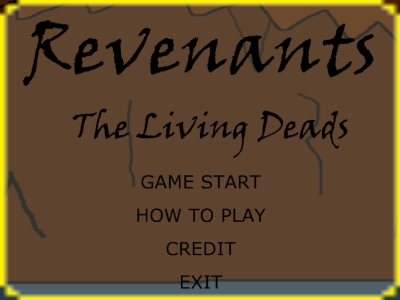 Revenants
The Living Deads
GAME START
HOW TO PLAY
CREDIT
EXIT